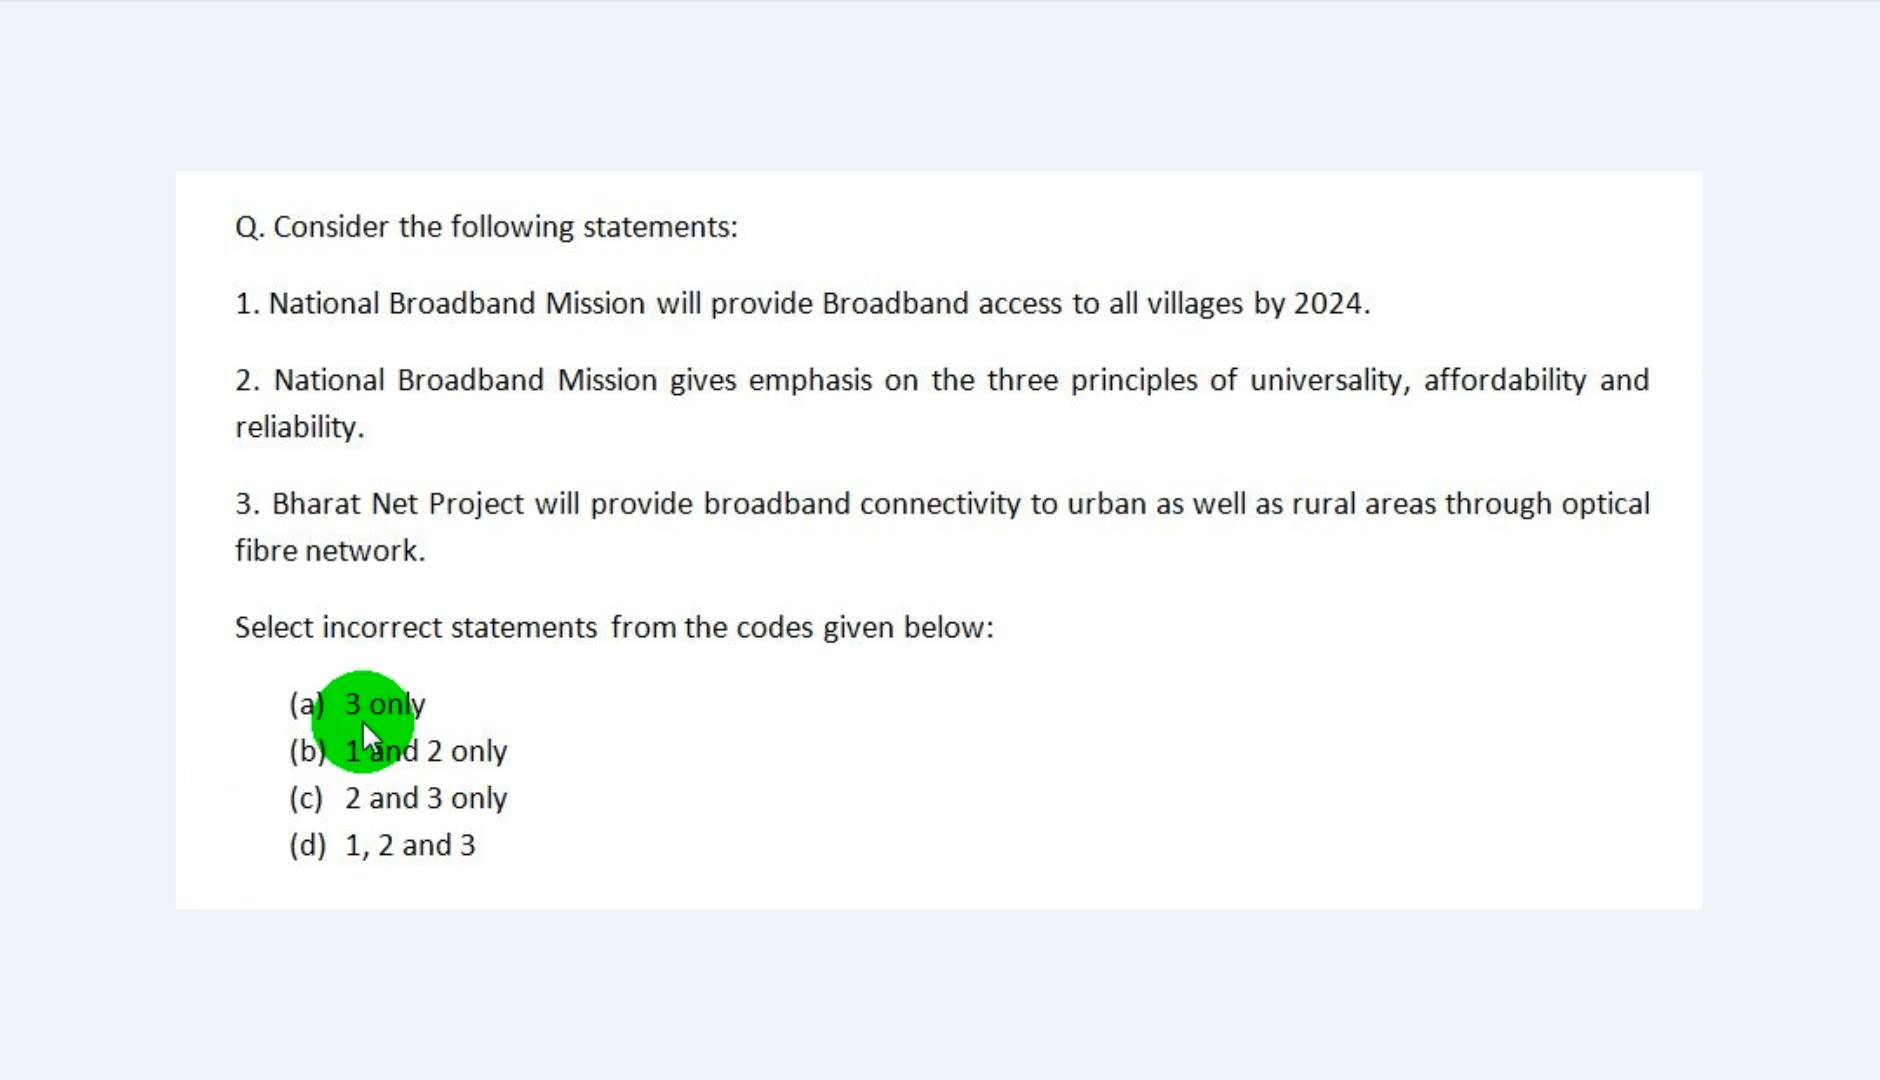 Q. Consider the following statements:
1. National Broadband Mission will provide Broadband access to all villages by 2024.
2. National Broadband Mission gives emphasis on the three principles of universality, affordability and
reliability.
3. Bharat Net Project will provide broadband connectivity to urban as well as rural areas through optical
fibre network.
Select incorrect statements from the codes given below:
(a) 3 only
(b) 1 and 2 only
(c) 2 and 3 only
(d) 1, 2 and 3